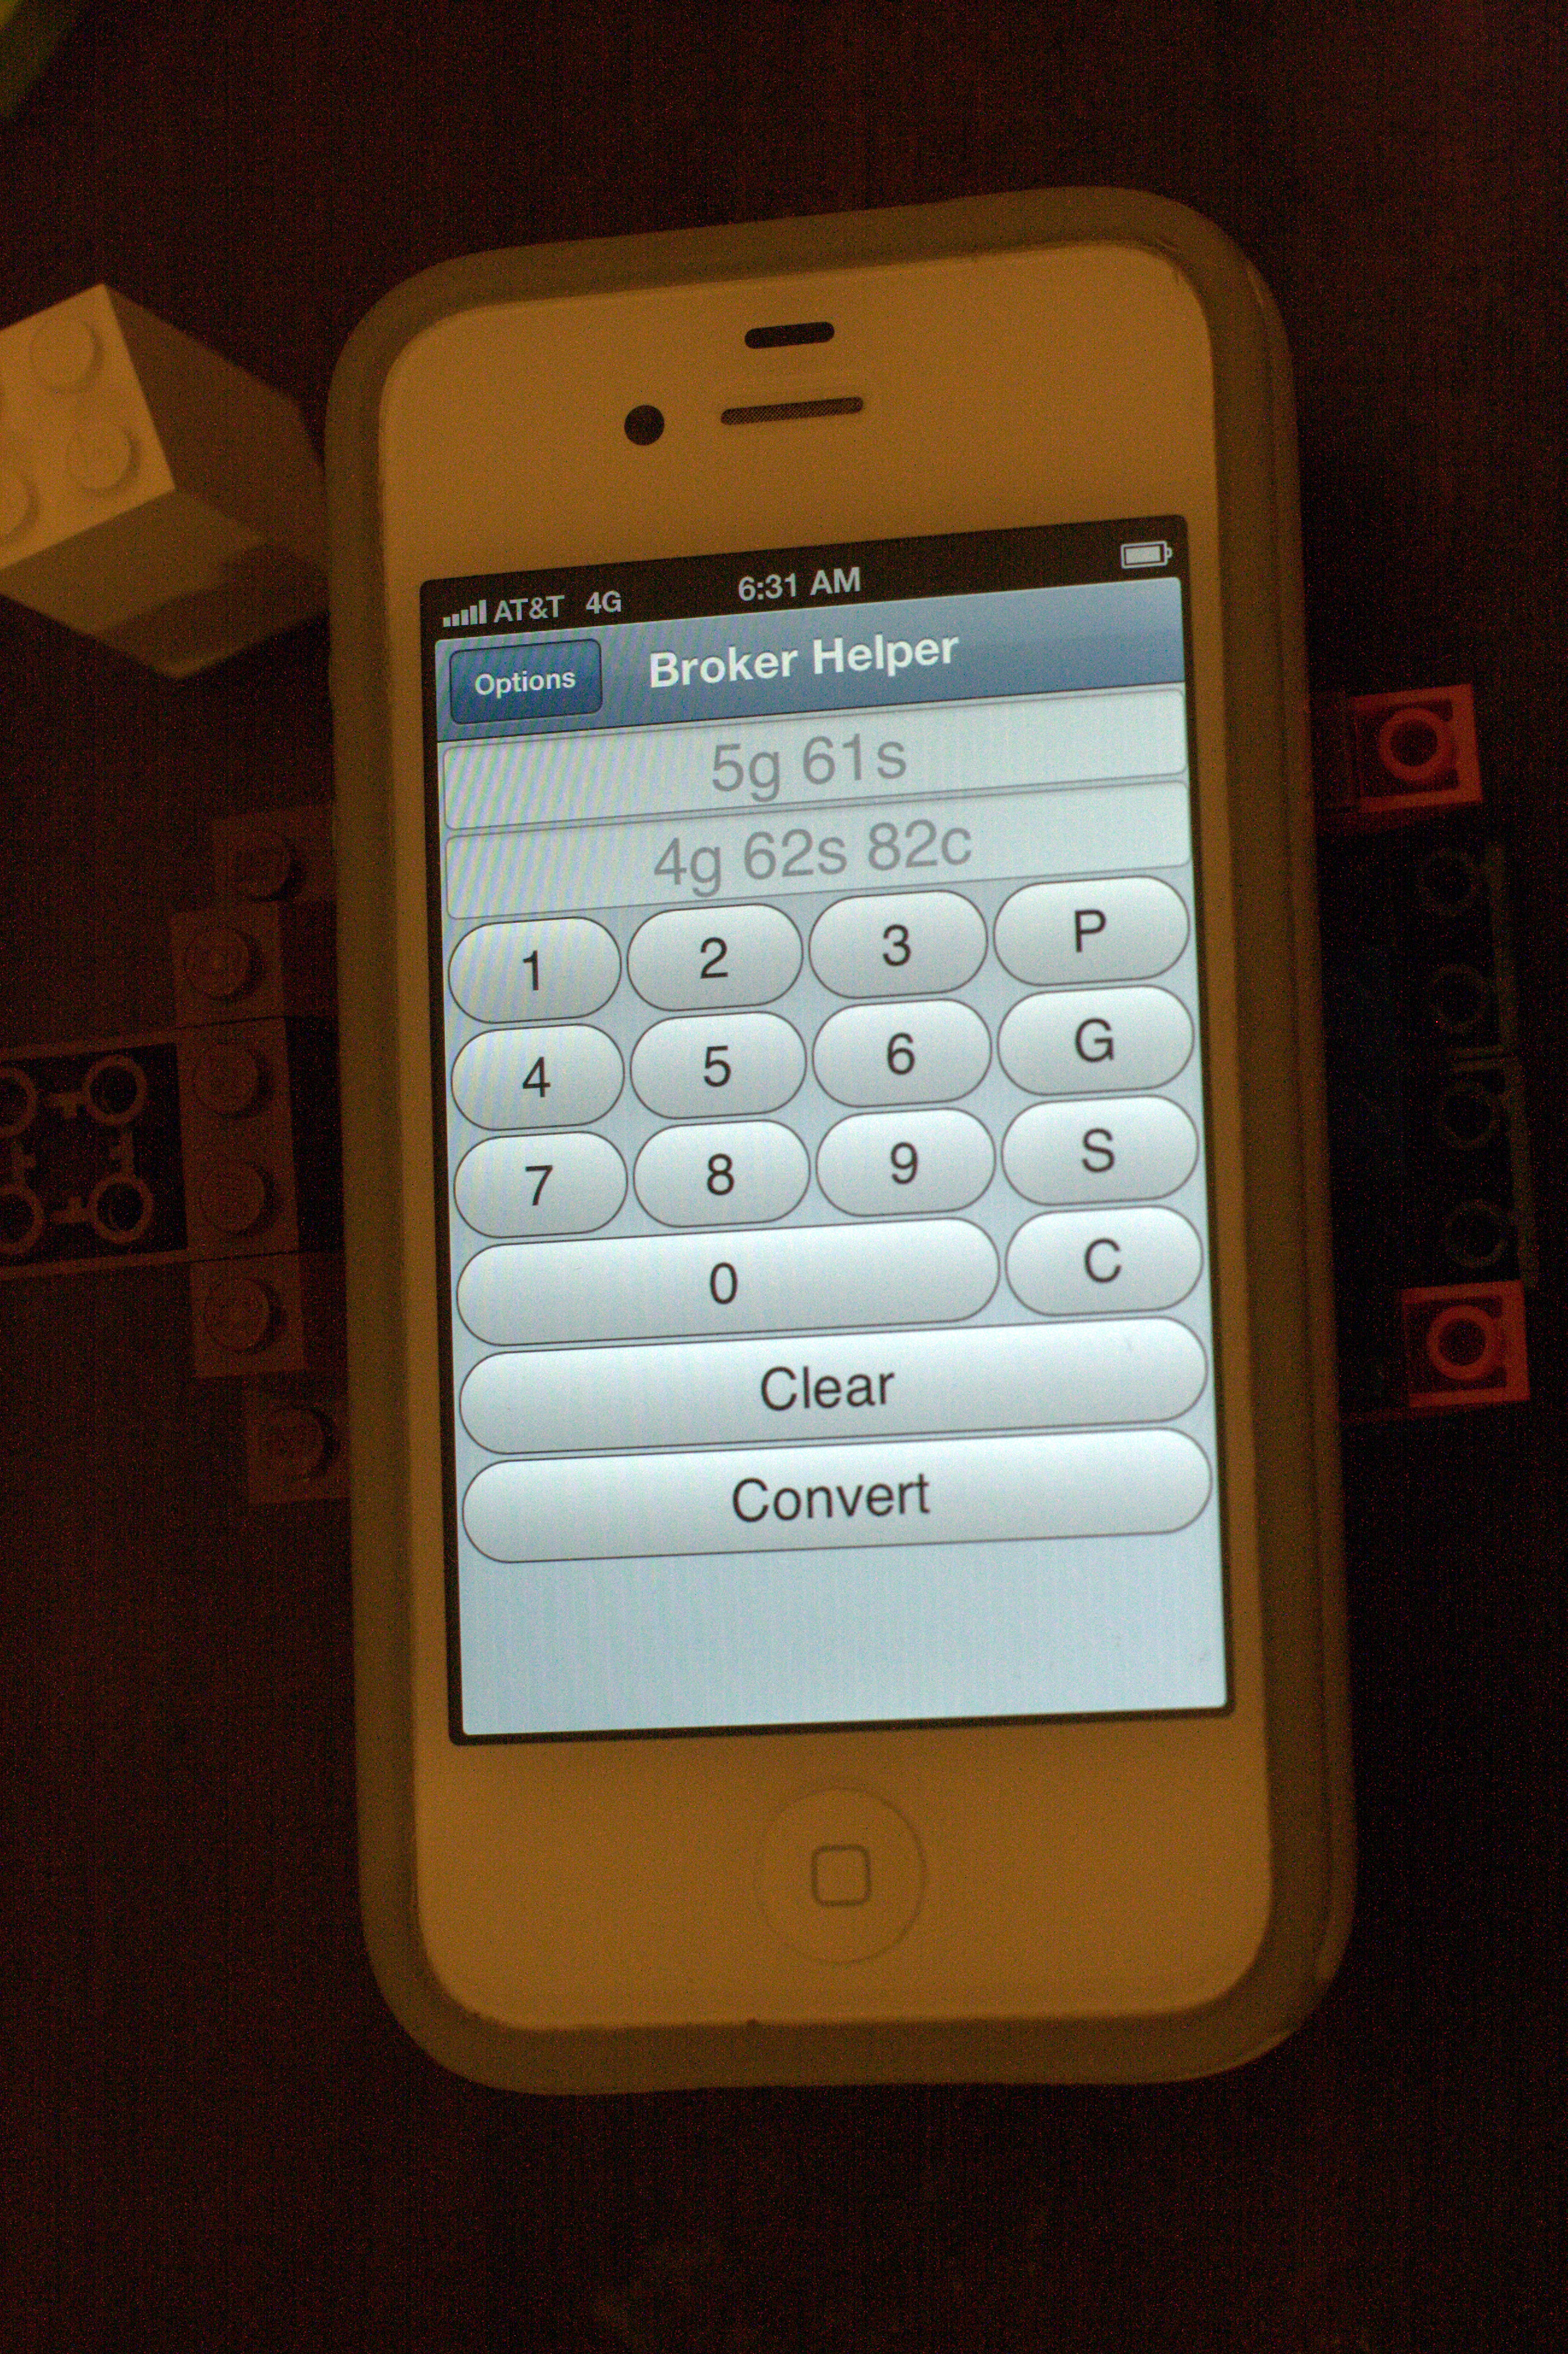 AT&T 4G 6:31 AM
Options Broker Helper
5g 61s
4g 62s 82c
1 2 3 P
4 5 6 G
7 8 9 S
0 C
Clear
Convert